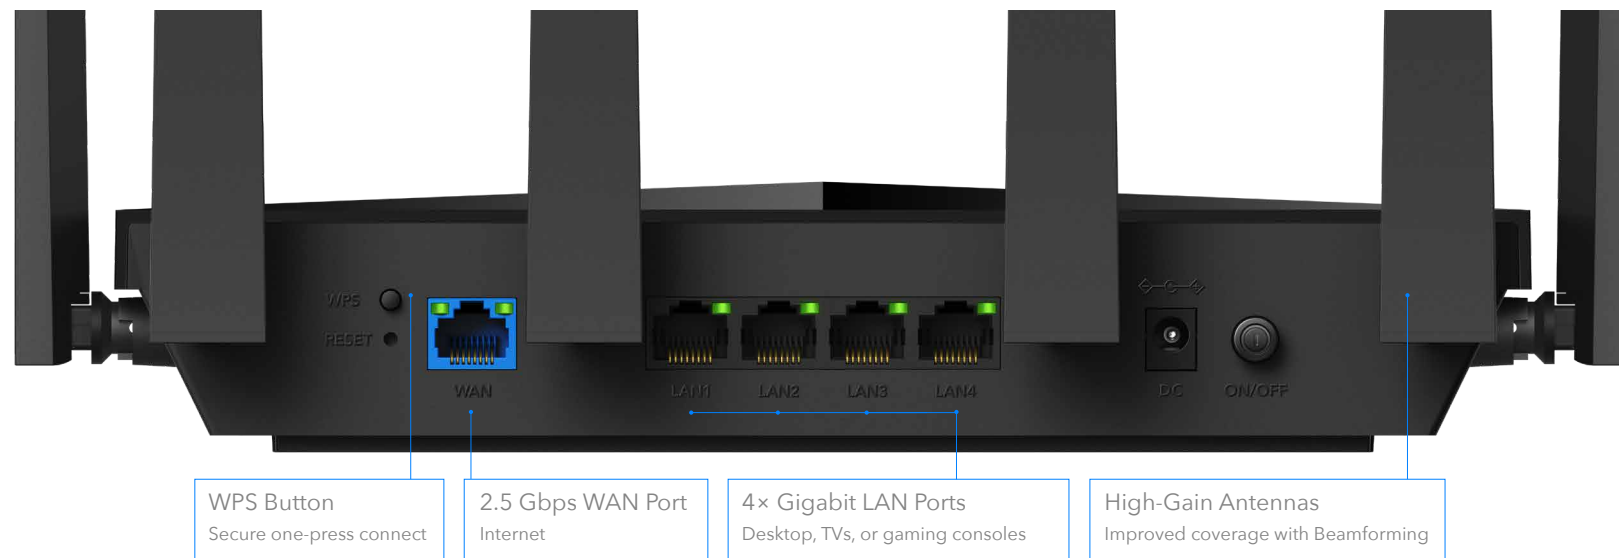 WPS
RESET
WAN
LAN1 LAN2 LAN3 LAN4
DC
ON/OFF
WPS Button
Secure one-press connect
2.5 Gbps WAN Port
Internet
4× Gigabit LAN Ports
Desktop, TVs, or gaming consoles
High-Gain Antennas
Improved coverage with Beamforming